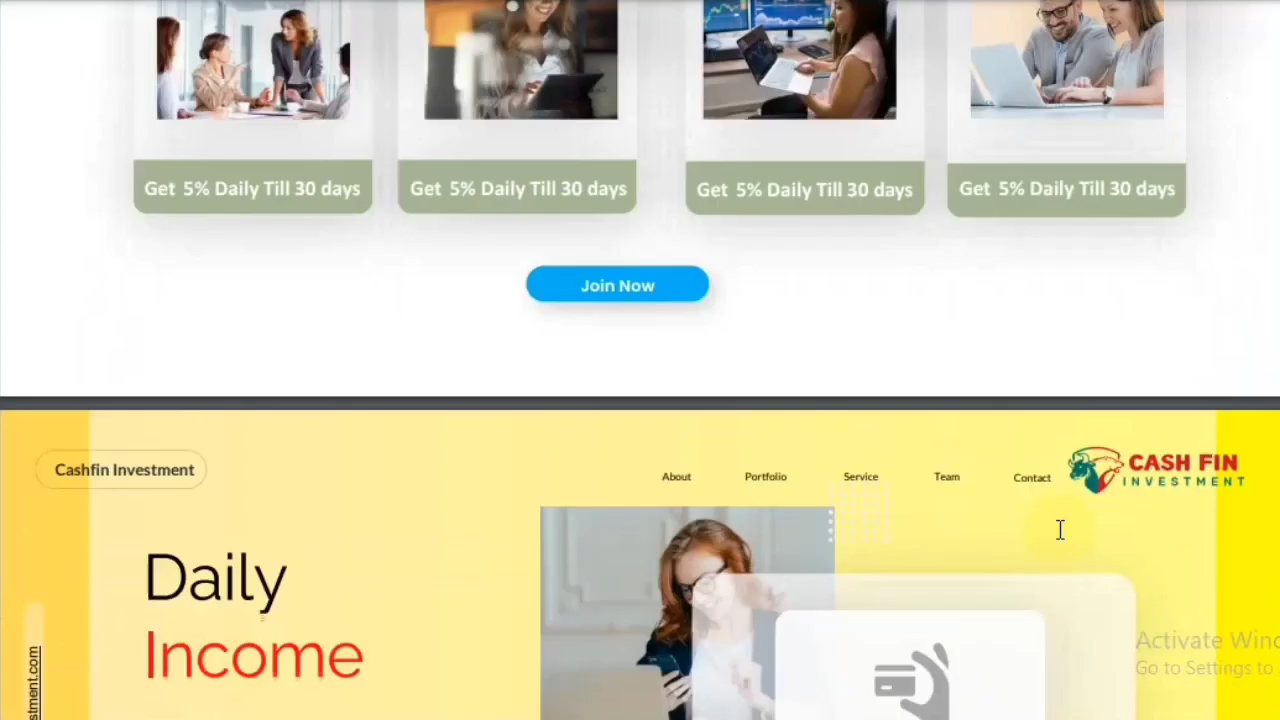 Get 5% Daily Till 30 days
Get 5% Daily Till 30 days
Get 5% Daily Till 30 days
Get 5% Daily Till 30 days
Join Now
Cashfin Investment
About
Portfolio
Service
Team
Contact
CASH FIN
INVESTMENT
Daily
Income
stment.com
Activate Wind
Go to Settings to